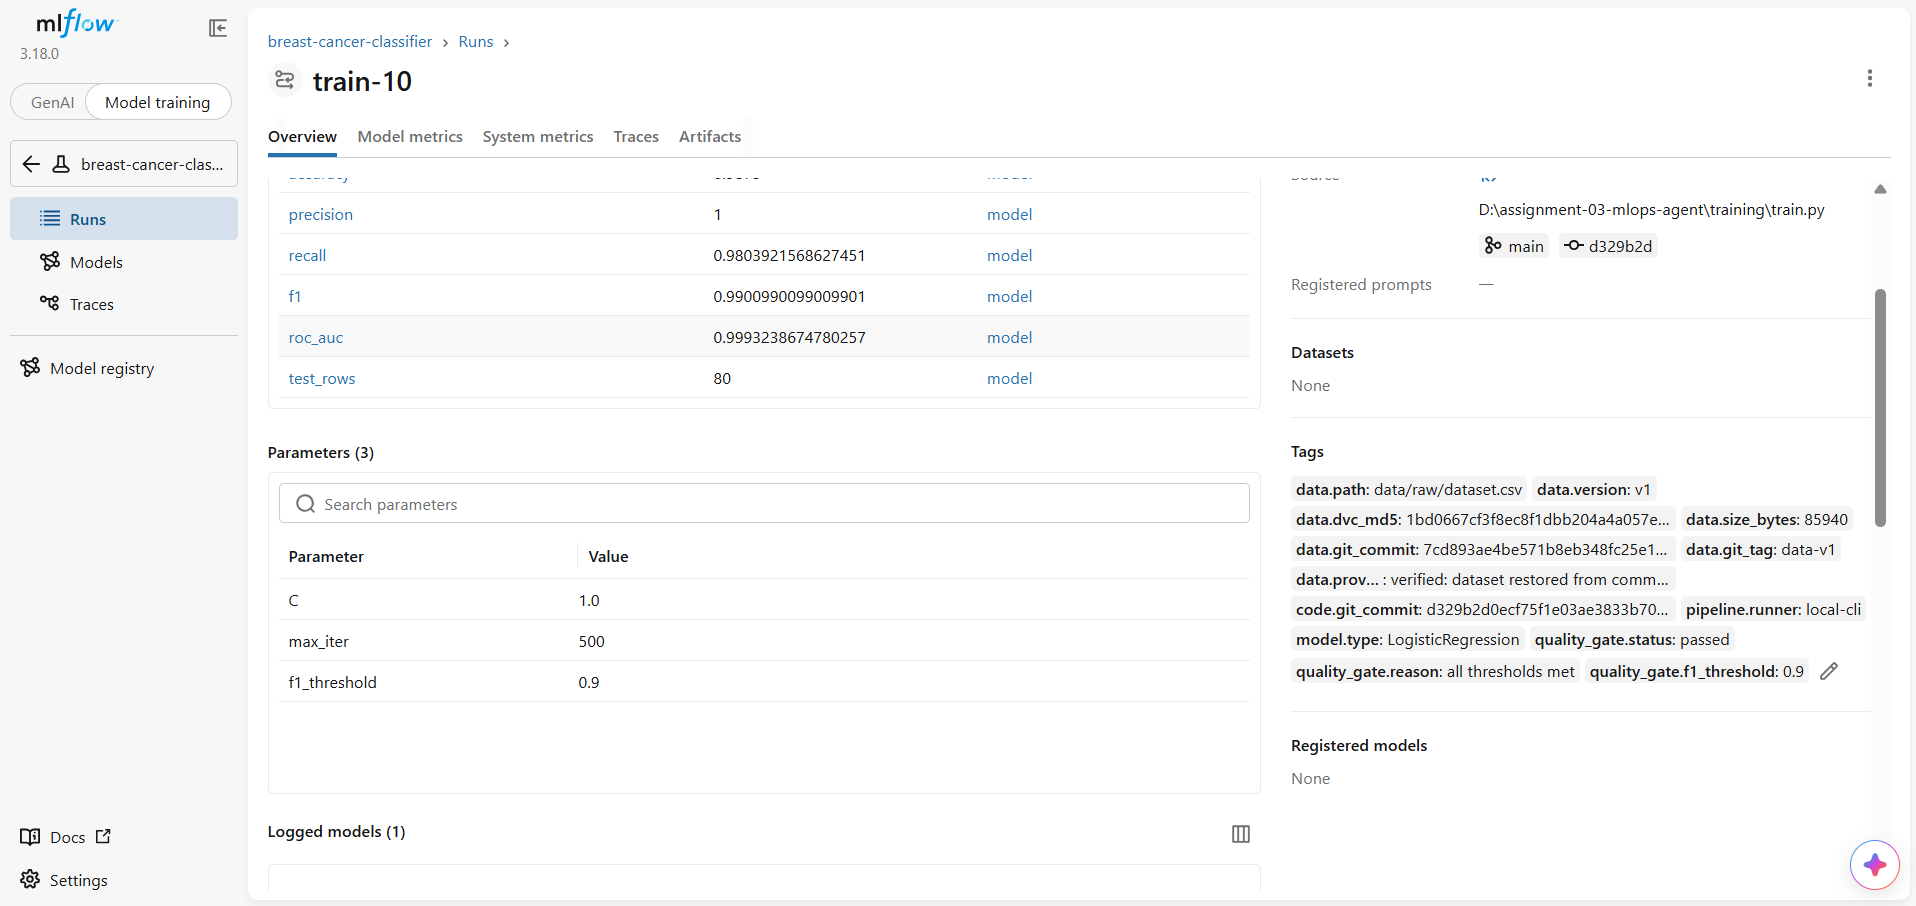 mlflow
3.18.0
GenAI Model training
breast-cancer-clas...
Runs
Models
Traces
Model registry
Docs
Settings
breast-cancer-classifier > Runs >
train-10
Overview Model metrics System metrics Traces Artifacts
precision 1 model
recall 0.9803921568627451 model
f1 0.9900990099009901 model
roc_auc 0.9993238674780257 model
test_rows 80 model
Parameters (3)
Search parameters
Parameter Value
C 1.0
max_iter 500
f1_threshold 0.9
Logged models (1)
D:\assignment-03-mlops-agent\training\train.py
main d329b2d
Registered prompts —
Datasets
None
Tags
data.path: data/raw/dataset.csv data.version: v1
data.dvc_md5: 1bd0667cf3f8ec8f1dbb204a4a057e... data.size_bytes: 85940
data.git_commit: 7cd893ae4be571b8eb348fc25e1... data.git_tag: data-v1
data.prov... : verified: dataset restored from comm...
code.git_commit: d329b2d0ecf75f1e03ae3833b70... pipeline.runner: local-cli
model.type: LogisticRegression quality_gate.status: passed
quality_gate.reason: all thresholds met quality_gate.f1_threshold: 0.9
Registered models
None